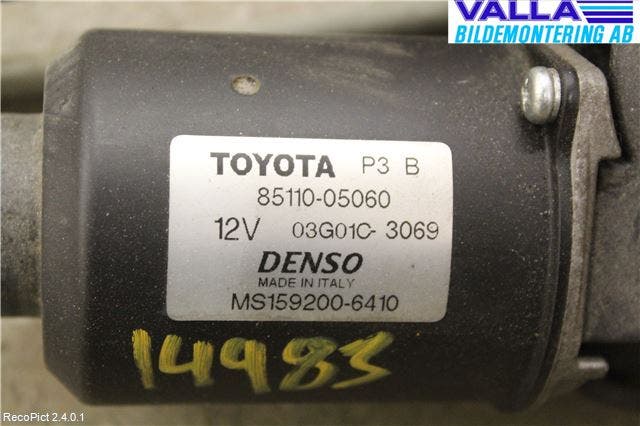 VALLA
BILDEMONTERING AB
TOYOTA P3 B
85110-05060
12V 03G01C-3069
DENSO
MADE IN ITALY
MS159200-6410
14983
RecoPict 2.4.0.1